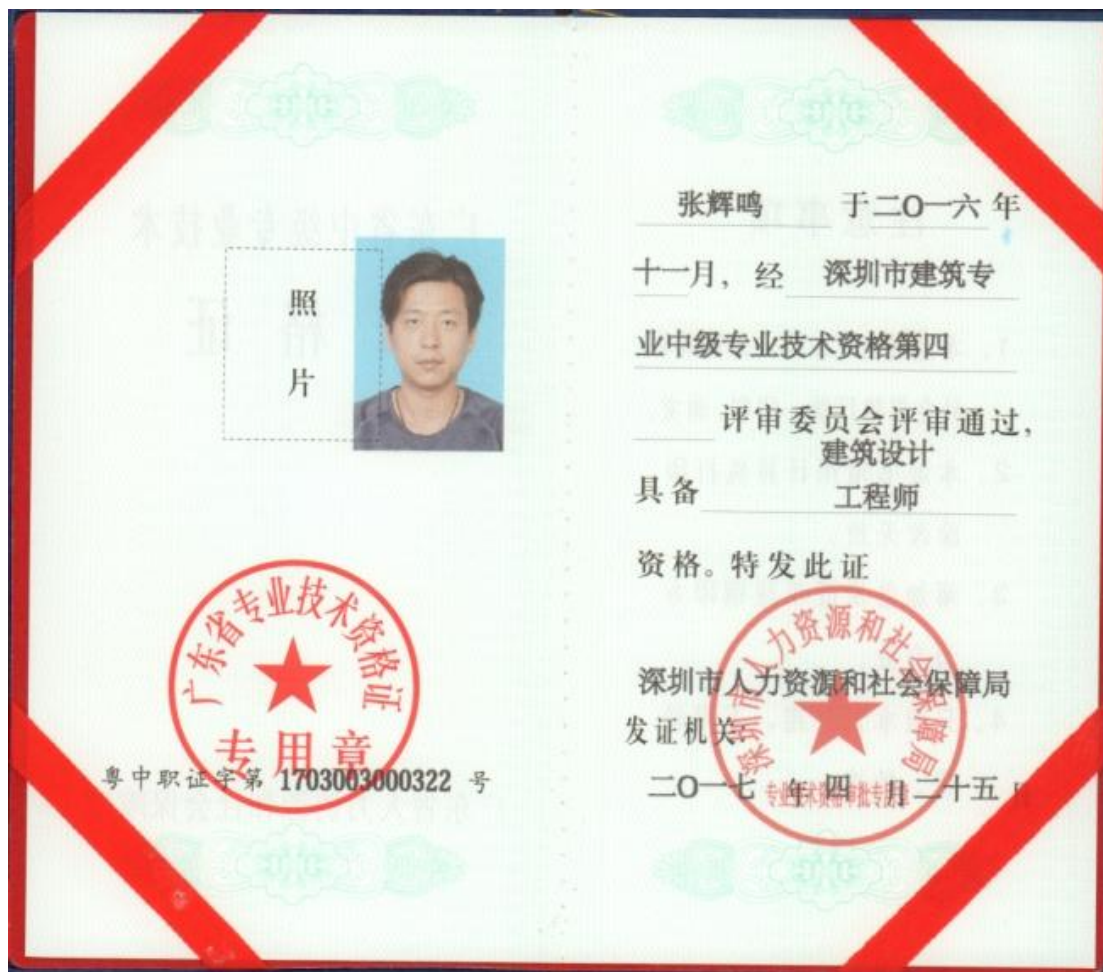 照
片
广东省专业技术资格证
专用章
粤中职证字第 1703003000322 号
张辉鸣 于二〇一六 年
十一月，经 深圳市建筑专
业中级专业技术资格第四
评审委员会评审通过，
建筑设计
具备 工程师
资格。特发此证
深圳市人力资源和社会保障局
发证机关:
二〇一七 年 四 月 二十五 日
深圳市人力资源和社会保障局